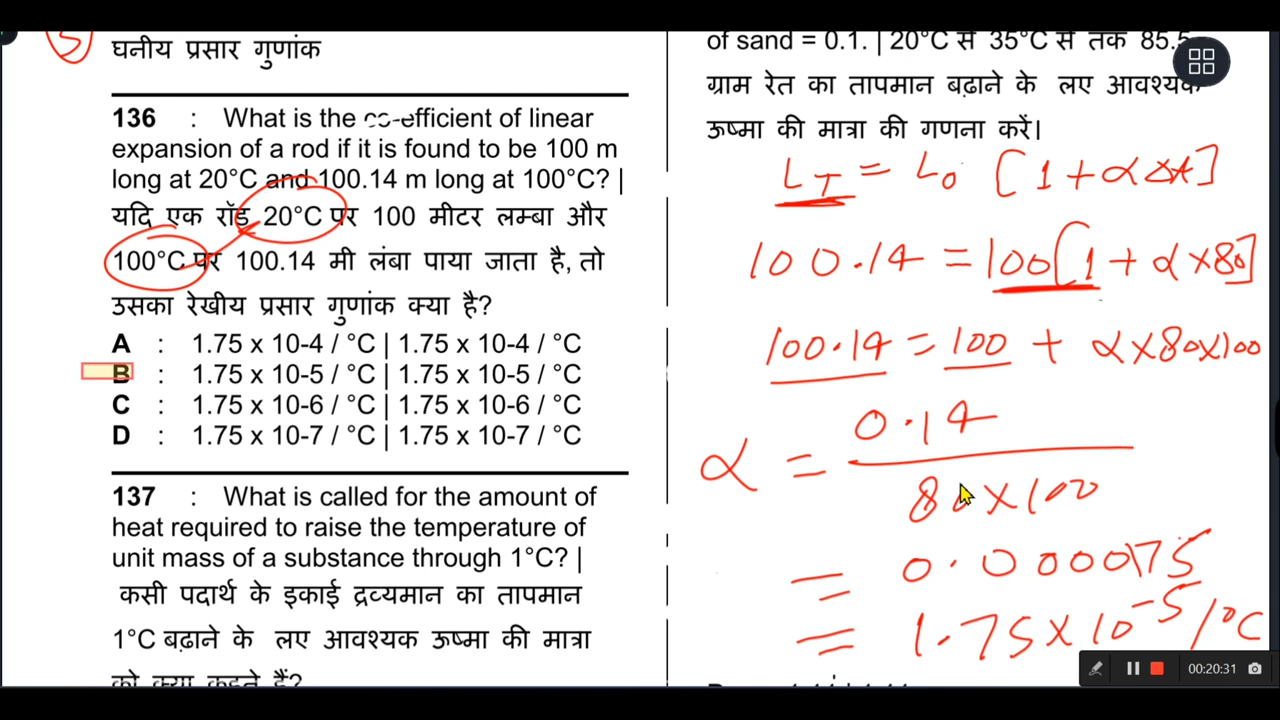 घनीय प्रसार गुणांक
136 : What is the co-efficient of linear
expansion of a rod if it is found to be 100 m
long at 20°C and 100.14 m long at 100°C? |
यदि एक रॉड 20°C पर 100 मीटर लम्बा और
100°C पर 100.14 मी लंबा पाया जाता है, तो
उसका रेखीय प्रसार गुणांक क्या है?
A : 1.75 x 10-4 / °C | 1.75 x 10-4 / °C
B : 1.75 x 10-5 / °C | 1.75 x 10-5 / °C
C : 1.75 x 10-6 / °C | 1.75 x 10-6 / °C
D : 1.75 x 10-7 / °C | 1.75 x 10-7 / °C
137 : What is called for the amount of
heat required to raise the temperature of
unit mass of a substance through 1°C? |
कसी पदार्थ के इकाई द्रव्यमान का तापमान
1°C बढ़ाने के लए आवश्यक ऊष्मा की मात्रा
को क्या कहते हैं?
of sand = 0.1. | 20°C से 35°C से तक 85.5
ग्राम रेत का तापमान बढ़ाने के लए आवश्यक
ऊष्मा की मात्रा की गणना करें।
L_T = L_0 [1 + α Δt]
100.14 = 100 [1 + α × 80]
100.14 = 100 + α × 80 × 100
α = 0.14
80 × 100
= 0.0000175
= 1.75 × 10^-5 / °C
00:20:31